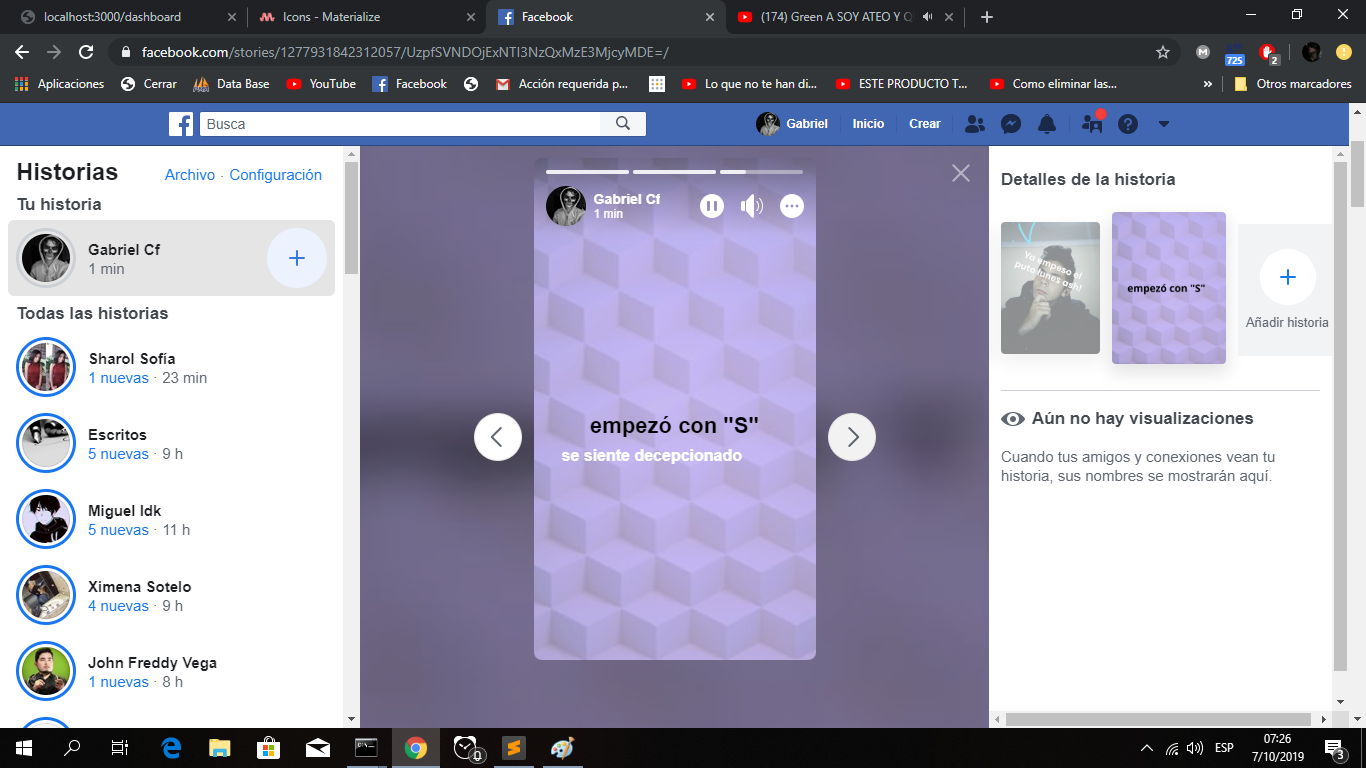 localhost:3000/dashboard
Icons - Materialize
Facebook
(174) Green A SOY ATEO Y Q
facebook.com/stories/1277931842312057/UzpfSVNDOjExNTI3NzQxMzE3MjcyMDE=/
M
725
2
Aplicaciones
Cerrar
Data Base
YouTube
Facebook
Acción requerida p...
Lo que no te han di...
ESTE PRODUCTO T...
Como eliminar las...
»
Otros marcadores
Busca
Gabriel
Inicio
Crear
Historias
Archivo · Configuración
Tu historia
Gabriel Cf
1 min
Todas las historias
Sharol Sofía
1 nuevas · 23 min
Escritos
5 nuevas · 9 h
Miguel Idk
5 nuevas · 11 h
Ximena Sotelo
4 nuevas · 9 h
John Freddy Vega
1 nuevas · 8 h
Gabriel Cf
1 min
empezó con "S"
se siente decepcionado
Detalles de la historia
Ya empeso el
puto lunes ash!
empezó con "S"
Añadir historia
Aún no hay visualizaciones
Cuando tus amigos y conexiones vean tu
historia, sus nombres se mostrarán aquí.
0
ESP
07:26
7/10/2019
3